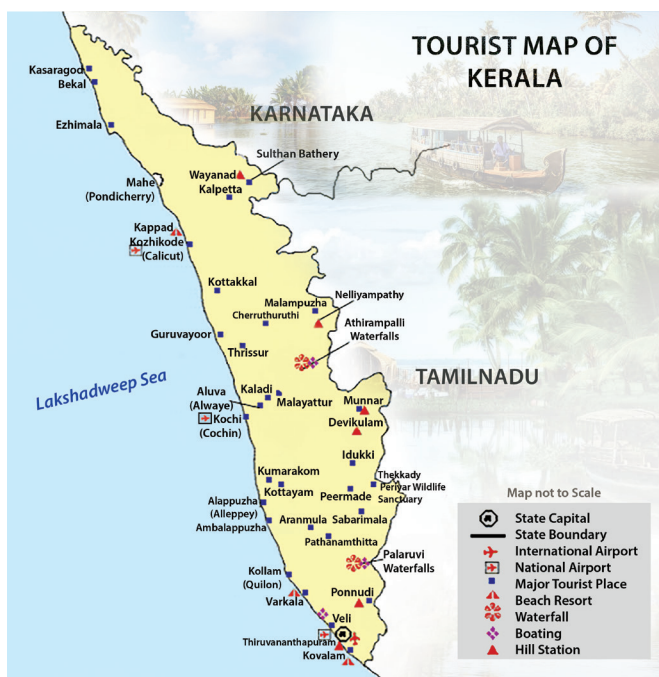 TOURIST MAP OF
KERALA
KARNATAKA
Kasaragod
Bekal
Ezhimala
Sulthan Bathery
Wayanad
Kalpetta
Mahe
(Pondicherry)
Kappad
Kozhikode
(Calicut)
Kottakkal
Malampuzha
Nelliyampathy
Cherruthuruthi
Athirampalli
Waterfalls
Guruvayoor
Thrissur
TAMILNADU
Lakshadweep Sea
Aluva
(Alwaye)
Kaladi
Malayattur
Munnar
Kochi
(Cochin)
Devikulam
Idukki
Kumarakom
Kottayam
Thekkady
Periyar Wildlife
Sanctuary
Peermade
Alappuzha
(Alleppey)
Ambalappuzha
Aranmula
Sabarimala
Pathanamthitta
Palaruvi
Waterfalls
Kollam
(Quilon)
Varkala
Ponnudi
Veli
Thiruvananthapuram
Kovalam
Map not to Scale
State Capital
State Boundary
International Airport
National Airport
Major Tourist Place
Beach Resort
Waterfall
Boating
Hill Station